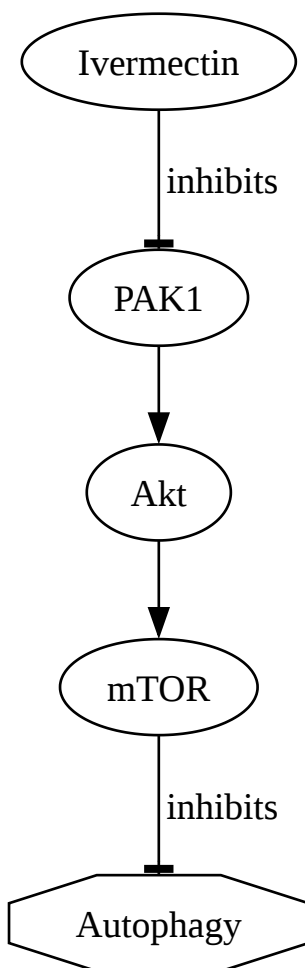 Ivermectin
inhibits
PAK1
Akt
mTOR
inhibits
Autophagy